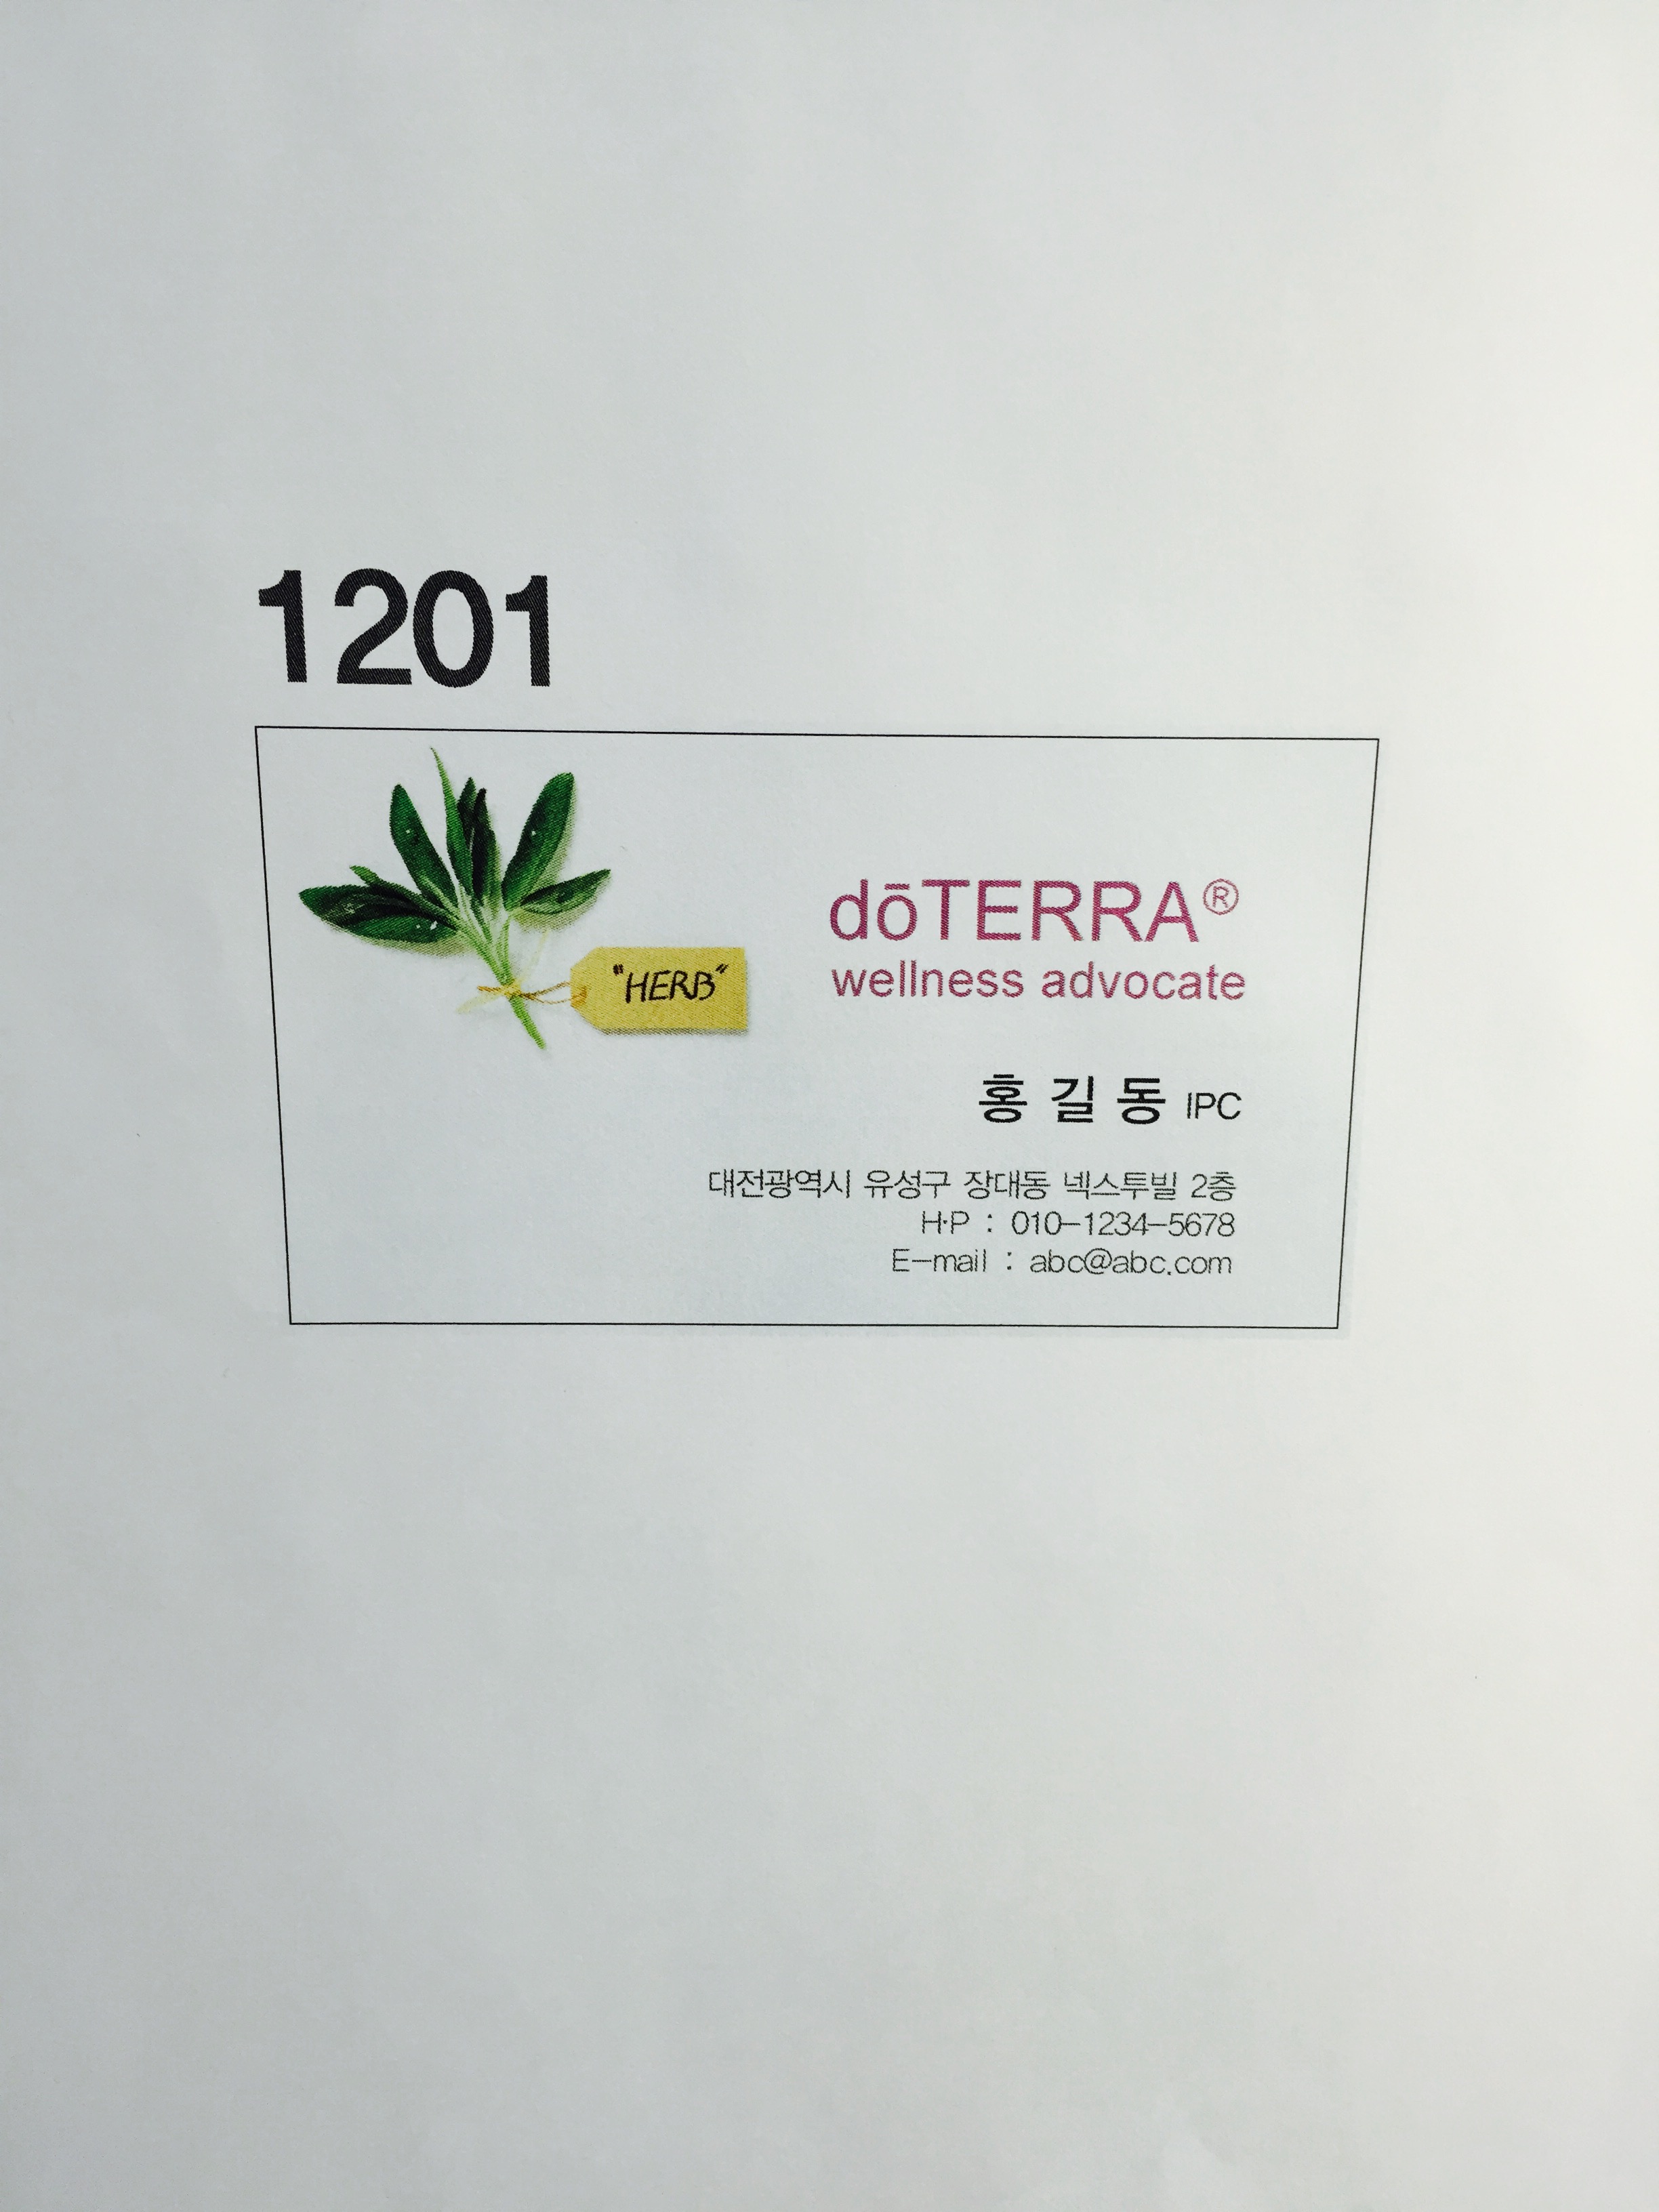 1201
"HERB"
dōTERRA®
wellness advocate
홍 길 동 IPC
대전광역시 유성구 장대동 넥스투빌 2층
H·P : 010-1234-5678
E-mail : abc@abc.com